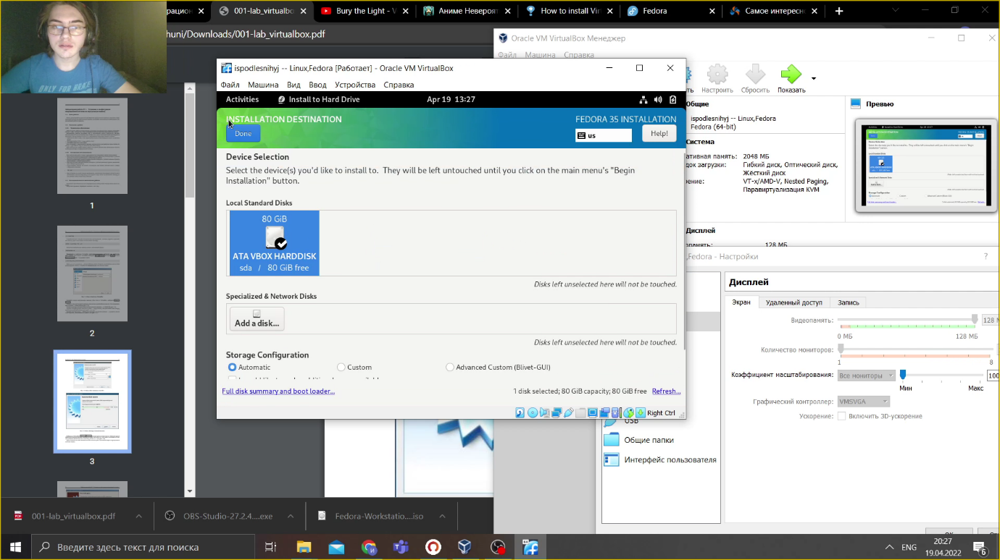 рацион
001-lab_virtualbo
Bury the Light - V
Аниме Невероят
How to install Vir
Fedora
Самое интересн
huni/Downloads/001-lab_virtualbox.pdf
ONLY FOR BRAKE
1
2
3
Oracle VM VirtualBox Менеджер
Файл Машина Справка
ть
Настроить
Сбросить
Показать
Общие
ispodlesnihyj -- Linux,Fedora
Fedora (64-bit)
Система
ативная память: 2048 МБ
док загрузки: Гибкий диск, Оптический диск,
Жёсткий диск
рение: VT-x/AMD-V, Nested Paging,
Паравиртуализация KVM
Дисплей
память: 128 МБ
Превью
ispodlesnihyj -- Linux,Fedora [Работает] - Oracle VM VirtualBox
Файл Машина Вид Ввод Устройства Справка
Activities Install to Hard Drive Apr 19 13:27
INSTALLATION DESTINATION
Done
FEDORA 35 INSTALLATION
us
Help!
Device Selection
Select the device(s) you'd like to install to. They will be left untouched until you click on the main menu's "Begin
Installation" button.
Local Standard Disks
80 GiB
ATA VBOX HARDDISK
sda / 80 GiB free
Disks left unselected here will not be touched.
Specialized & Network Disks
Add a disk...
Disks left unselected here will not be touched.
Storage Configuration
Automatic
Custom
Advanced Custom (Blivet-GUI)
Full disk summary and boot loader...
1 disk selected; 80 GiB capacity; 80 GiB free Refresh...
Right Ctrl
,Fedora - Настройки
?
Дисплей
Экран Удаленный доступ Запись
Видеопамять: 128
0 МБ 128 МБ
Количество мониторов:
1 8
Коэффициент масштабирования: Все мониторы 100
Мин Макс
Графический контроллер: VMSVGA
Ускорение: Включить 3D-ускорение
USB
Общие папки
Интерфейс пользователя
001-lab_virtualbox.pdf
OBS-Studio-27.2.4....exe
Fedora-Workstatio....iso
Введите здесь текст для поиска
ENG
20:27
19.04.2022
6